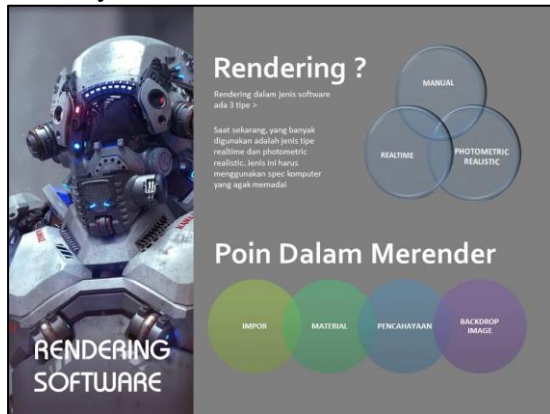 Rendering ?
Rendering dalam jenis software
ada 3 tipe >
Saat sekarang, yang banyak
digunakan adalah jenis tipe
realtime dan photometric
realistic. Jenis ini harus
menggunakan spec komputer
yang agak memadai
MANUAL
REALTIME
PHOTOMETRIC
REALISTIC
Poin Dalam Merender
IMPOR
MATERIAL
PENCAHAYAAN
BACKDROP
IMAGE
RENDERING
SOFTWARE